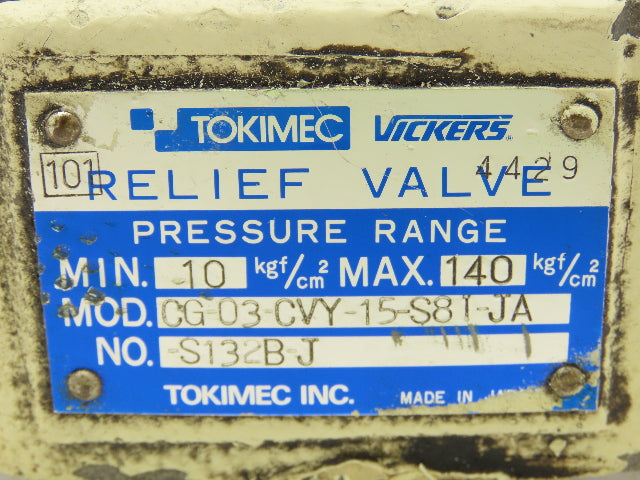 TOKIMEC VICKERS
101 4429
RELIEF VALVE
PRESSURE RANGE
MIN. 10 kgf/cm² MAX. 140 kgf/cm²
MOD. CG-03-CVY-15-S81-JA
NO. -S132B-J
TOKIMEC INC. MADE IN